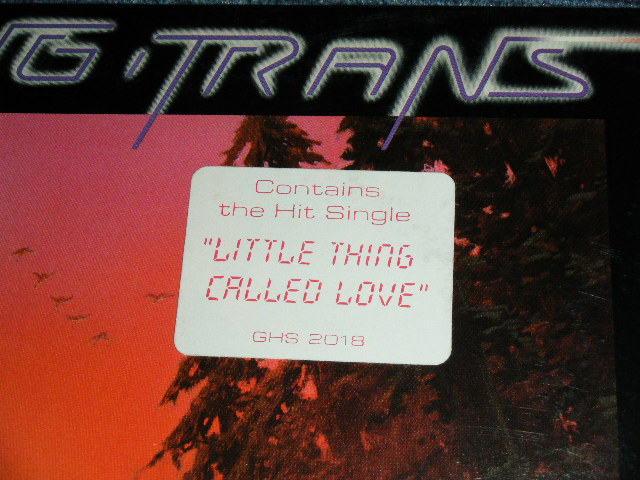 G·TRANS
Contains
the Hit Single
"LITTLE THING
CALLED LOVE"
GHS 2018